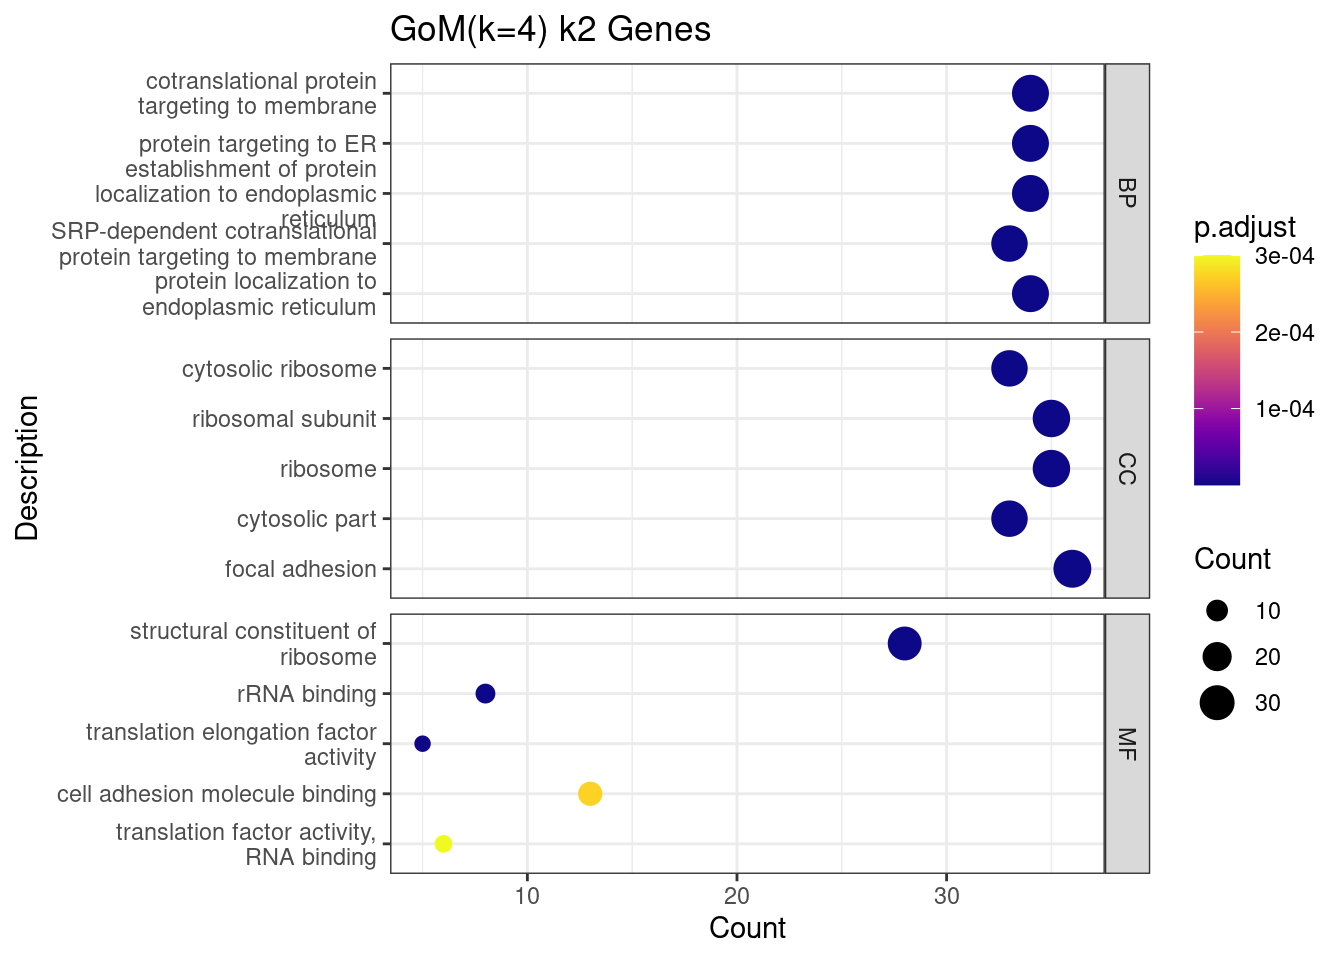 GoM(k=4) k2 Genes
cotranslational protein
targeting to membrane
protein targeting to ER
establishment of protein
localization to endoplasmic
reticulum
SRP-dependent cotranslational
protein targeting to membrane
protein localization to
endoplasmic reticulum
BP
cytosolic ribosome
ribosomal subunit
ribosome
cytosolic part
focal adhesion
CC
structural constituent of
ribosome
rRNA binding
translation elongation factor
activity
cell adhesion molecule binding
translation factor activity,
RNA binding
MF
Description
10
20
30
Count
p.adjust
3e-04
2e-04
1e-04
Count
10
20
30